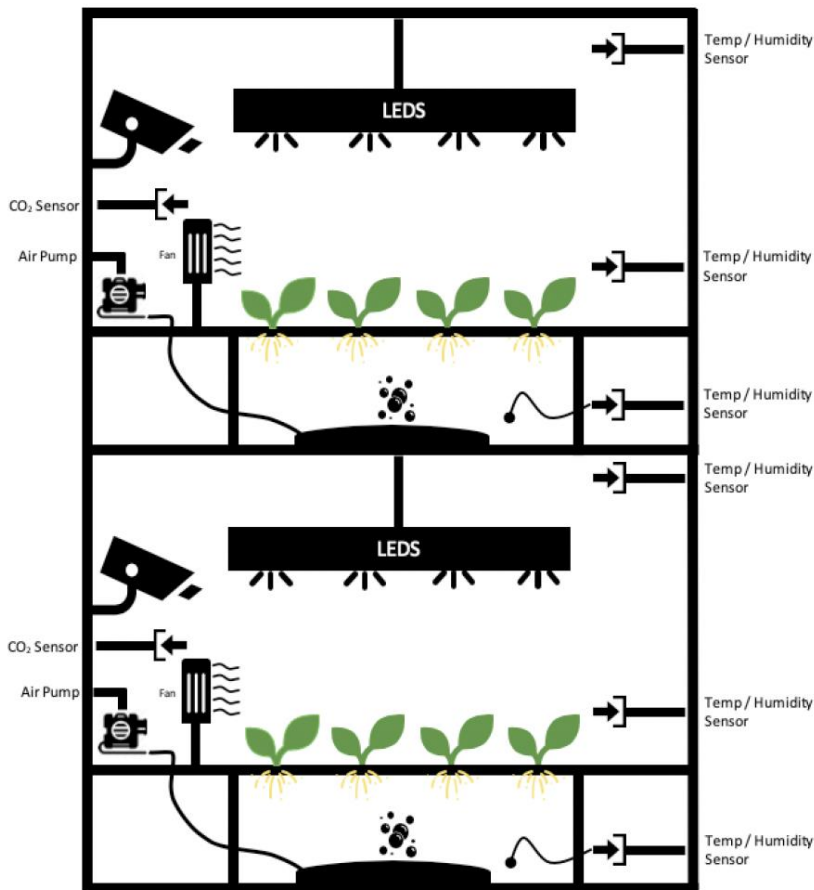 Temp / Humidity
Sensor
LEDS
CO₂ Sensor
Air Pump
Fan
Temp / Humidity
Sensor
Temp / Humidity
Sensor
Temp / Humidity
Sensor
LEDS
CO₂ Sensor
Air Pump
Fan
Temp / Humidity
Sensor
Temp / Humidity
Sensor